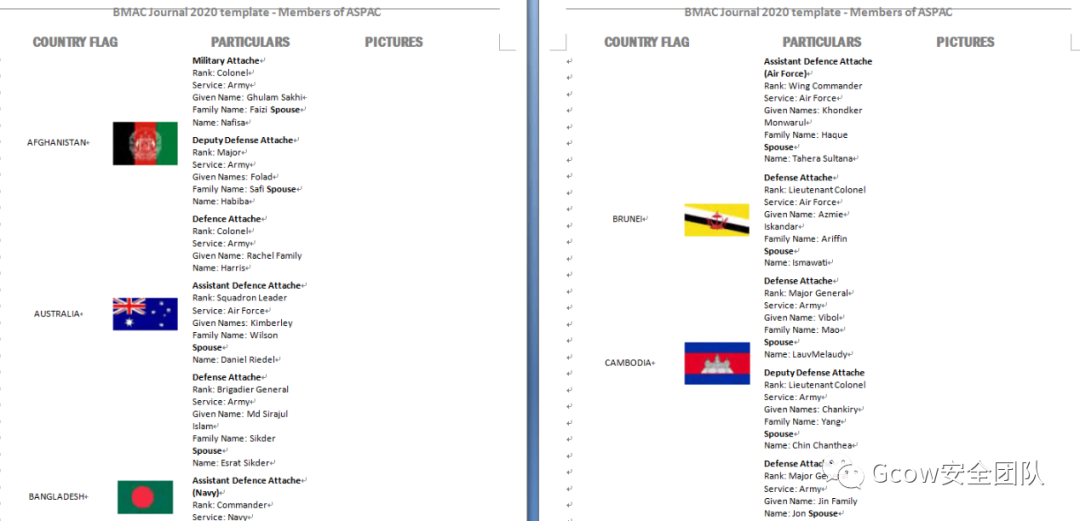 BMAC Journal 2020 template - Members of ASPAC
COUNTRY FLAG PARTICULARS PICTURES
Military Attache
Rank: Colonel
Service: Army
Given Name: Ghulam Sakhi
Family Name: Faizi Spouse
Name: Nafisa
AFGHANISTAN
Deputy Defense Attache
Rank: Major
Service: Army
Given Names: Folad
Family Name: Safi Spouse
Name: Habiba
Defence Attache
Rank: Colonel
Service: Army
Given Name: Rachel Family
Name: Harris
AUSTRALIA
Assistant Defence Attache
Rank: Squadron Leader
Service: Air Force
Given Names: Kimberley
Family Name: Wilson
Spouse
Name: Daniel Riedel
Defense Attache
Rank: Brigadier General
Service: Army
Given Name: Md Sirajul
Islam
Family Name: Sikder
Spouse
Name: Esrat Sikder
BANGLADESH
Assistant Defence Attache
(Navy)
Rank: Commander
Service: Navy
BMAC Journal 2020 template - Members of ASPAC
COUNTRY FLAG PARTICULARS PICTURES
Assistant Defence Attache
(Air Force)
Rank: Wing Commander
Service: Air Force
Given Names: Khondker
Monwarul
Family Name: Haque
Spouse
Name: Tahera Sultana
BRUNEI
Defense Attache
Rank: Lieutenant Colonel
Service: Air Force
Given Name: Azmie
Iskandar
Family Name: Ariffin
Spouse
Name: Ismawati
CAMBODIA
Defense Attache
Rank: Major General
Service: Army
Given Name: Vibol
Family Name: Mao
Spouse
Name: LauvMelaudy
Deputy Defense Attache
Rank: Lieutenant Colonel
Service: Army
Given Names: Chankiry
Family Name: Yang
Spouse
Name: Chin Chanthea
Defense
Rank: Major
Service: Army
Given Name: Jin Family
Name: Jon Spouse
Gcow安全团队